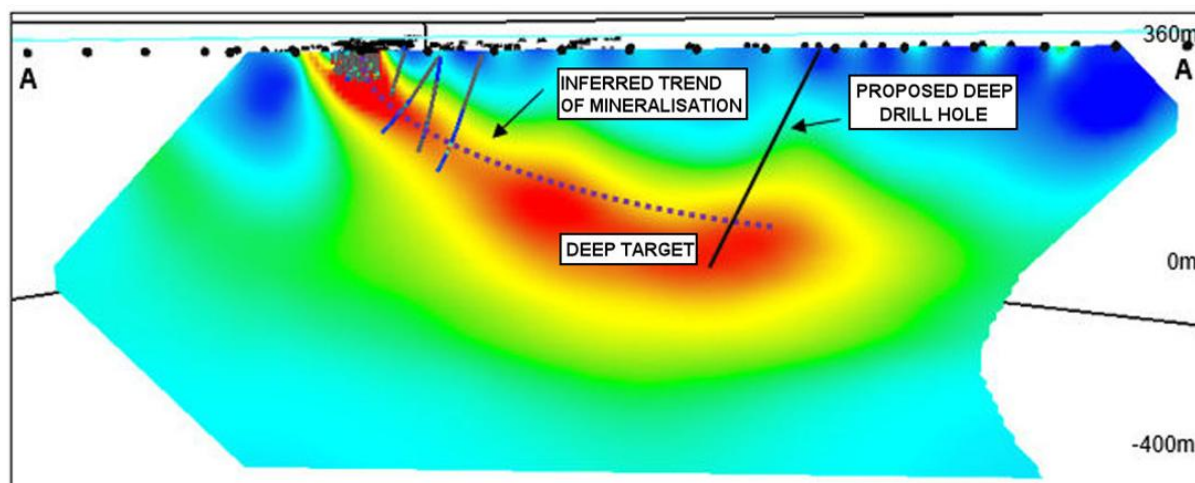 360m
A
A
INFERRED TREND
OF MINERALISATION
PROPOSED DEEP
DRILL HOLE
DEEP TARGET
0m
-400m